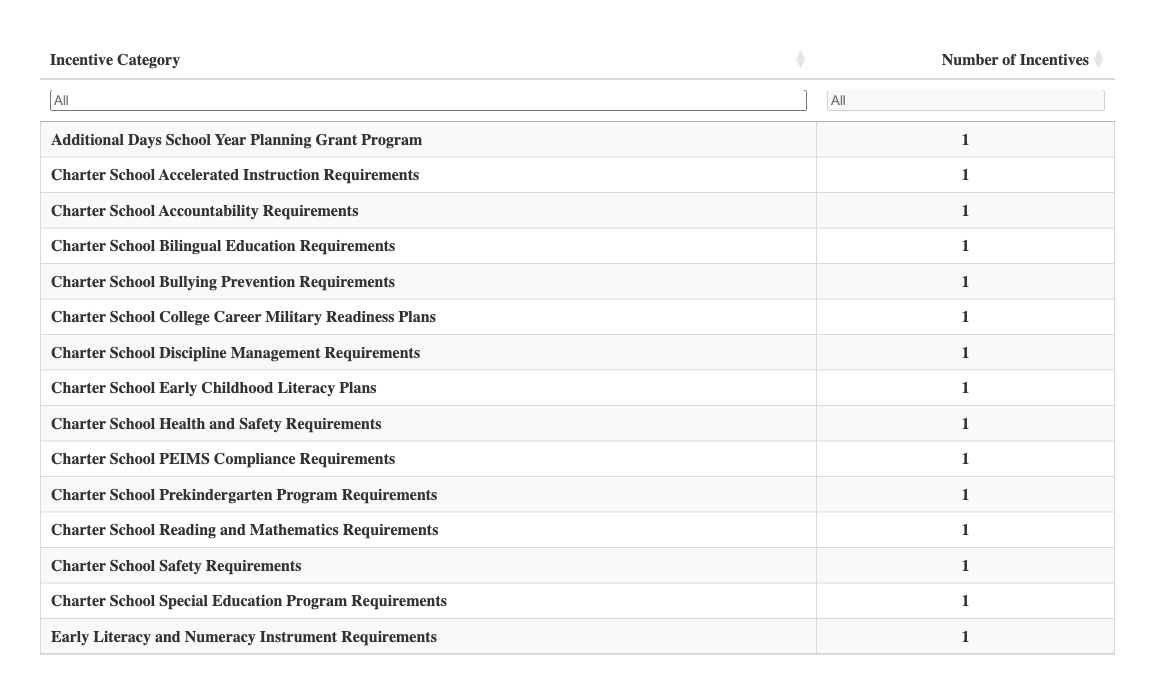 Incentive Category Number of Incentives
All All
Additional Days School Year Planning Grant Program 1
Charter School Accelerated Instruction Requirements 1
Charter School Accountability Requirements 1
Charter School Bilingual Education Requirements 1
Charter School Bullying Prevention Requirements 1
Charter School College Career Military Readiness Plans 1
Charter School Discipline Management Requirements 1
Charter School Early Childhood Literacy Plans 1
Charter School Health and Safety Requirements 1
Charter School PEIMS Compliance Requirements 1
Charter School Prekindergarten Program Requirements 1
Charter School Reading and Mathematics Requirements 1
Charter School Safety Requirements 1
Charter School Special Education Program Requirements 1
Early Literacy and Numeracy Instrument Requirements 1